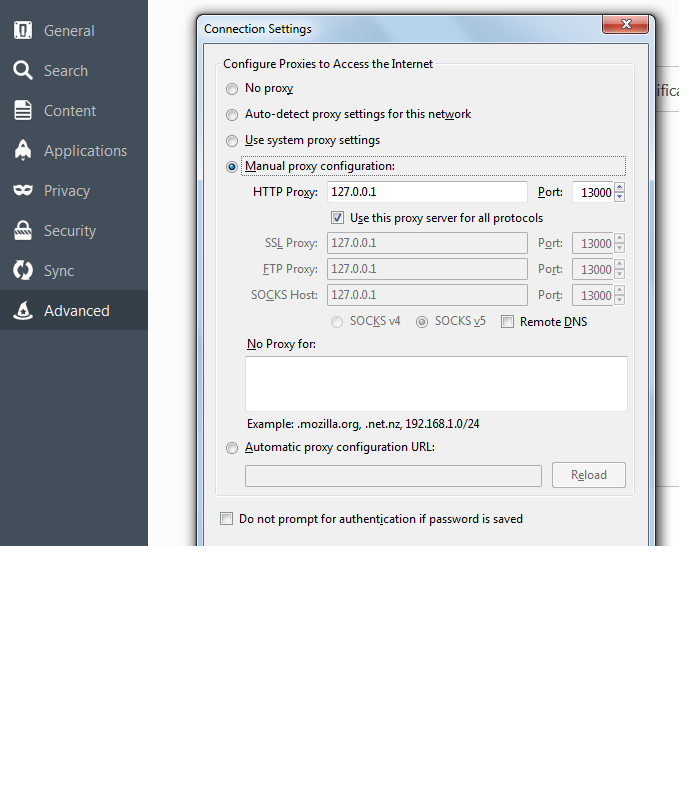 General
Search
Content
Applications
Privacy
Security
Sync
Advanced
Connection Settings
Configure Proxies to Access the Internet
No proxy
Auto-detect proxy settings for this network
Use system proxy settings
Manual proxy configuration:
HTTP Proxy: 127.0.0.1 Port: 13000
Use this proxy server for all protocols
SSL Proxy: 127.0.0.1 Port: 13000
FTP Proxy: 127.0.0.1 Port: 13000
SOCKS Host: 127.0.0.1 Port: 13000
SOCKS v4 SOCKS v5 Remote DNS
No Proxy for:
Example: .mozilla.org, .net.nz, 192.168.1.0/24
Automatic proxy configuration URL:
Reload
Do not prompt for authentication if password is saved